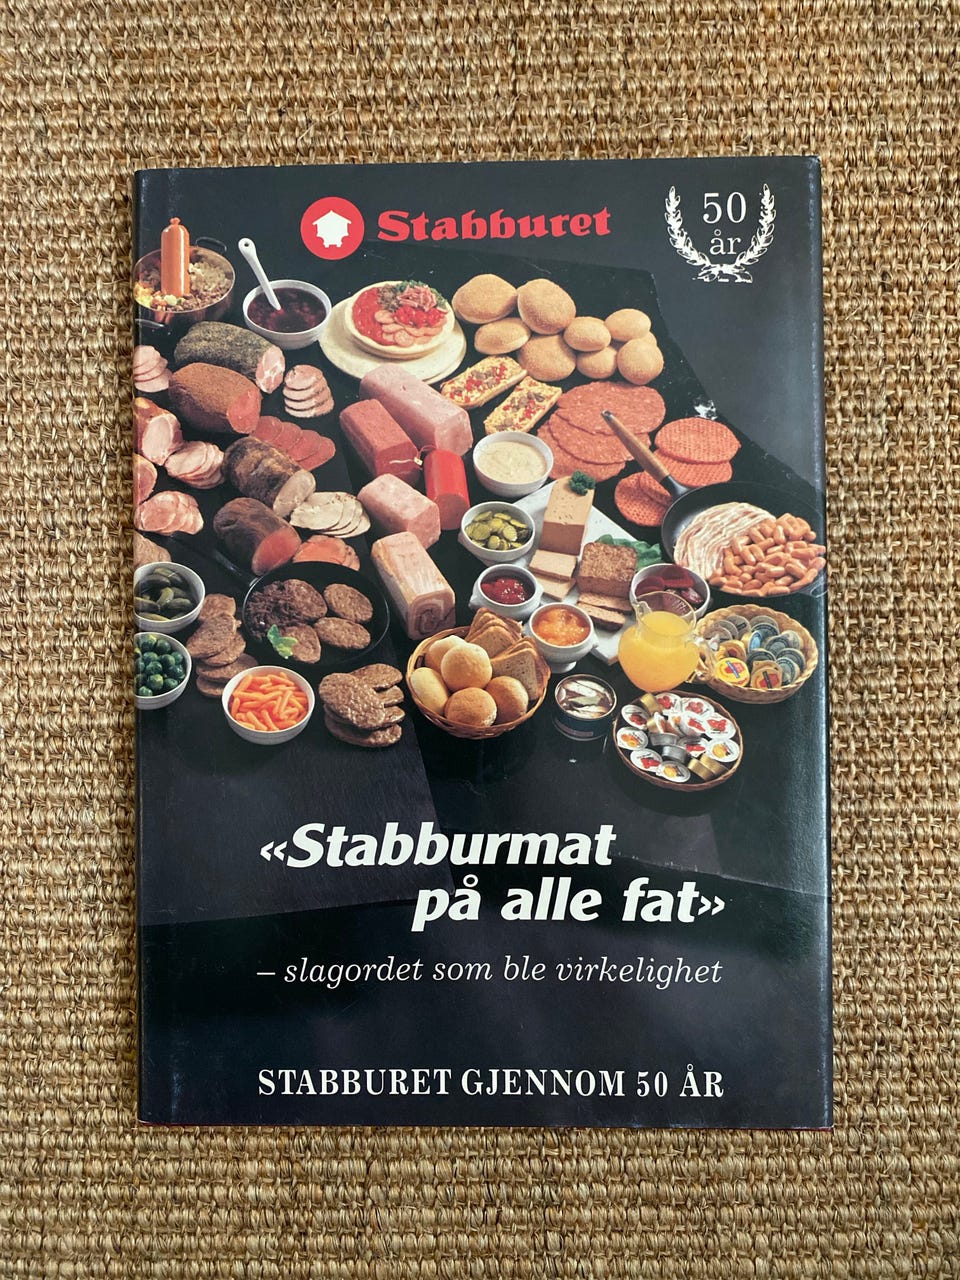 Stabburet
50
år
«Stabburmat
på alle fat»
– slagordet som ble virkelighet
STABBURET GJENNOM 50 ÅR